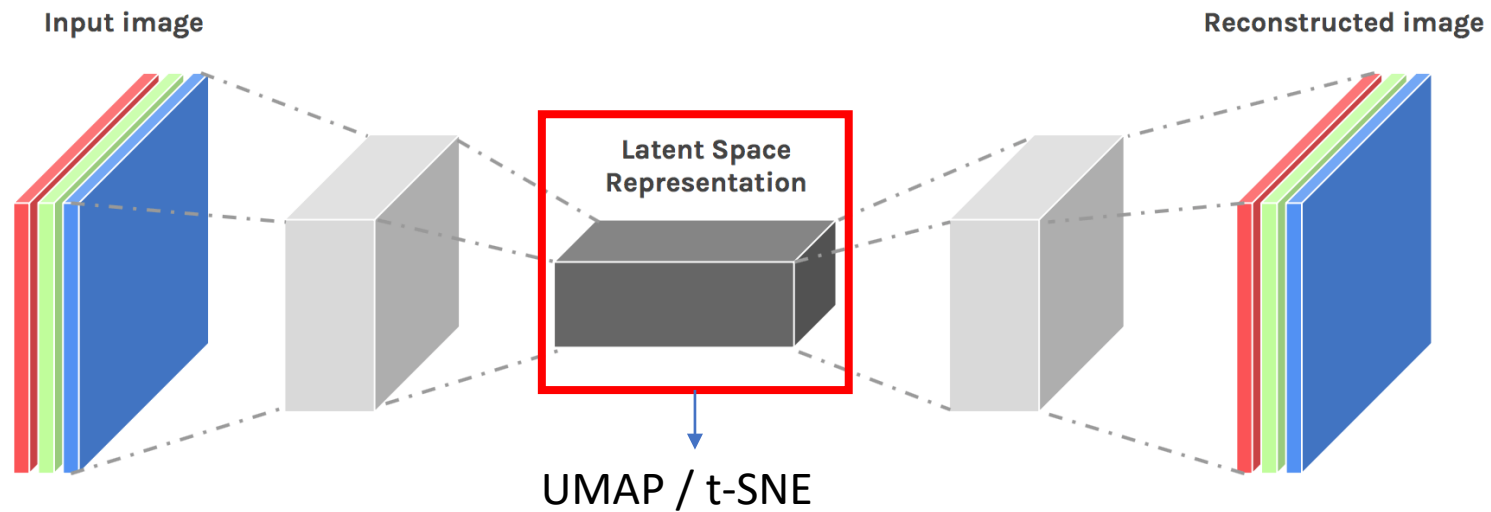 Input image
Reconstructed image
Latent Space
Representation
UMAP / t-SNE